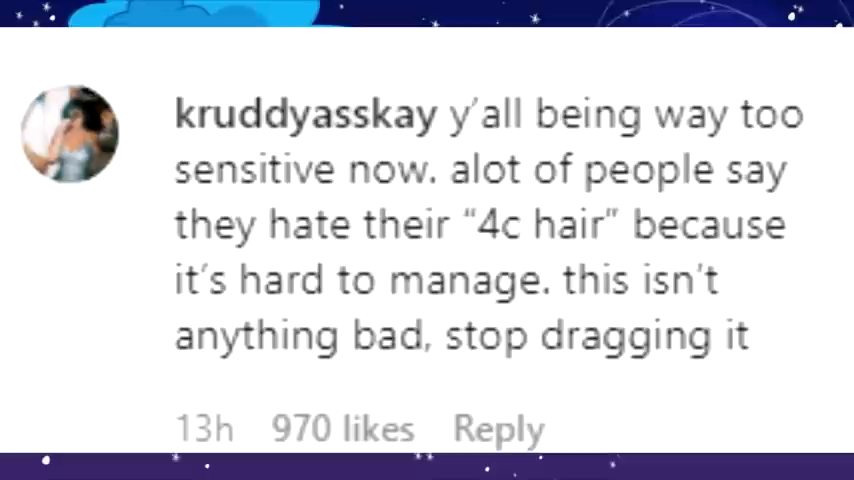 kruddyasskay y'all being way too
sensitive now. alot of people say
they hate their “4c hair” because
it's hard to manage. this isn't
anything bad, stop dragging it
13h 970 likes Reply